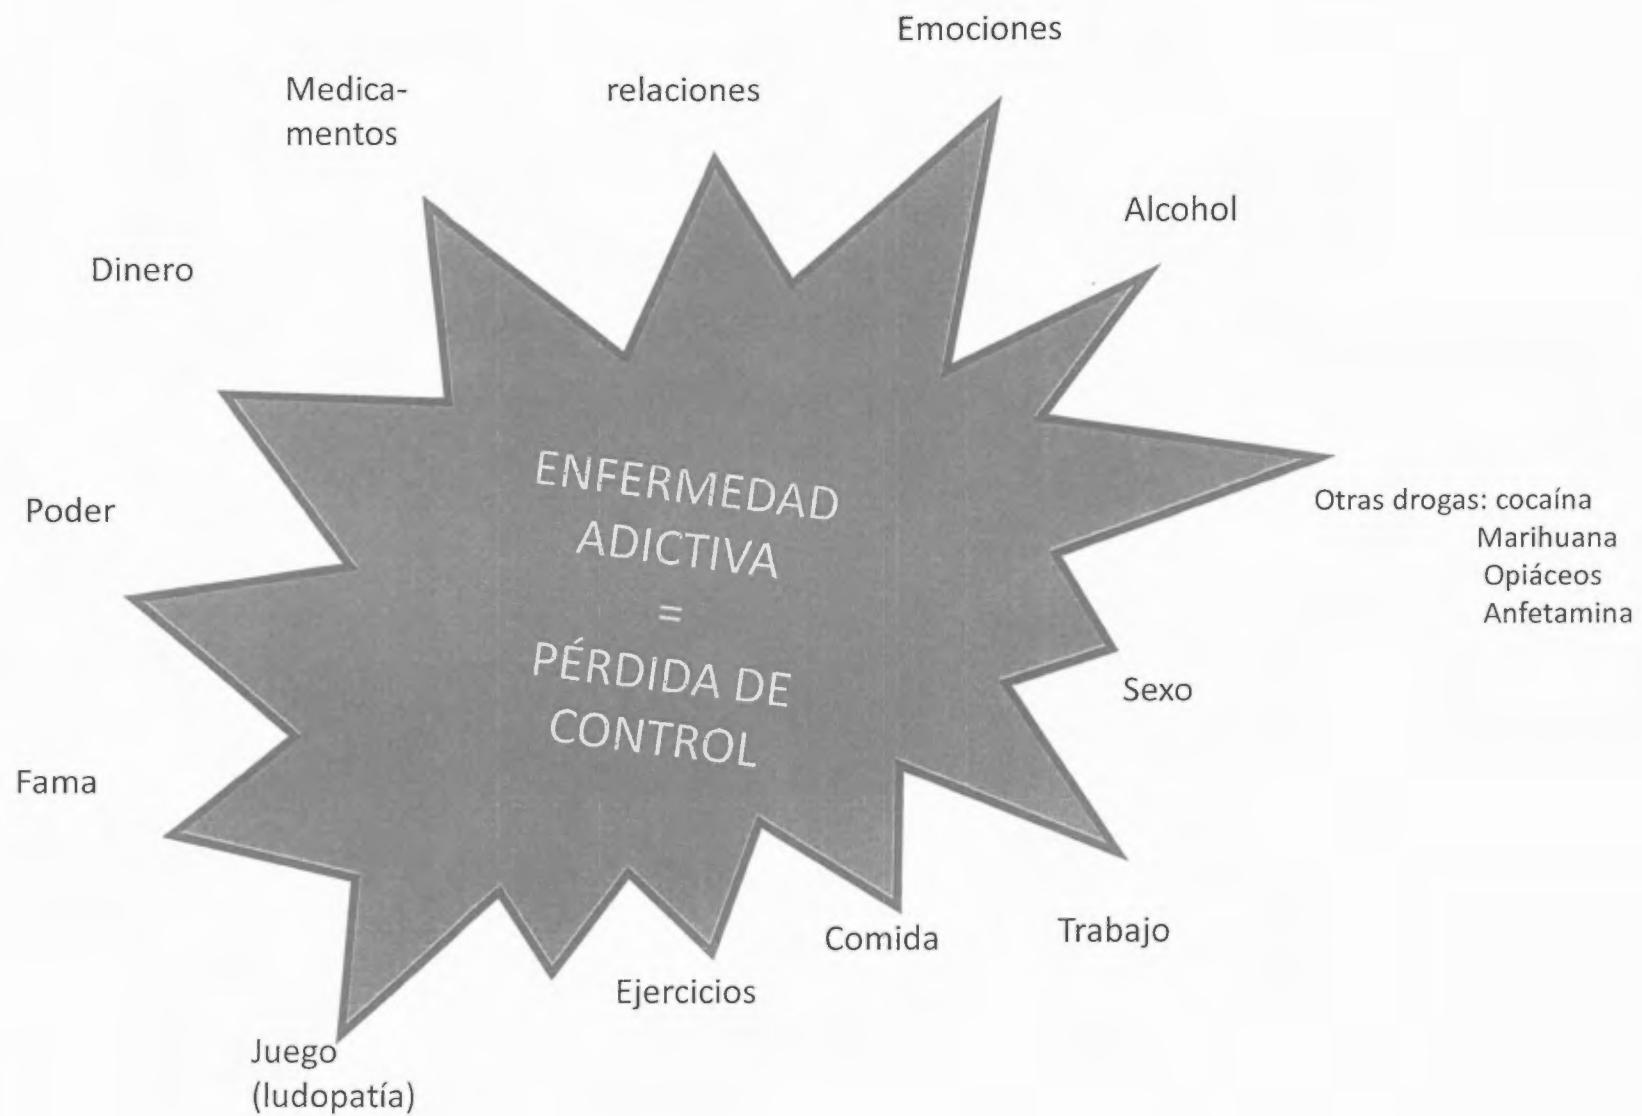 Emociones
Medica-
mentos
relaciones
Alcohol
Dinero
ENFERMEDAD
ADICTIVA
=
PÉRDIDA DE
CONTROL
Poder
Otras drogas: cocaína
Marihuana
Opiáceos
Anfetamina
Sexo
Fama
Trabajo
Comida
Ejercicios
Juego
(ludopatía)